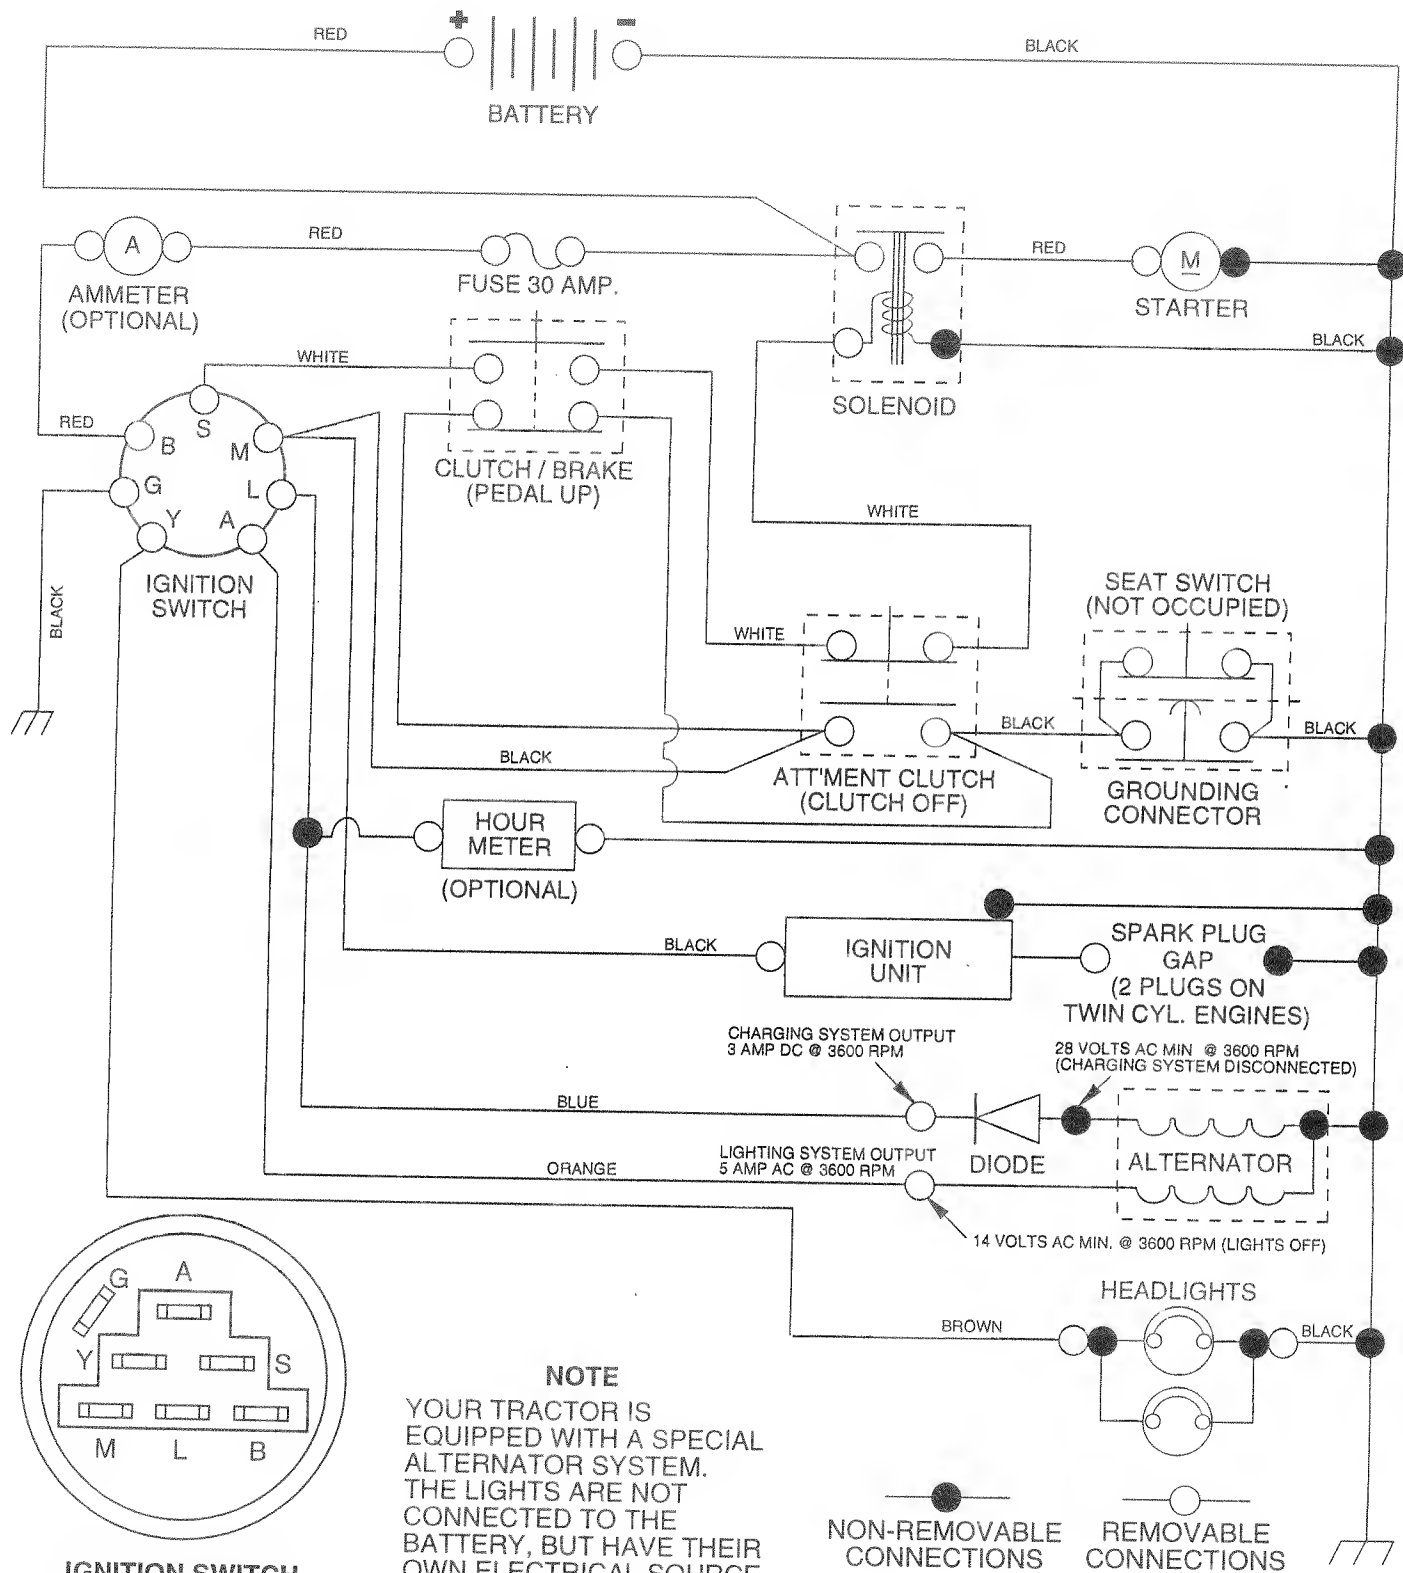 +
-
RED
BLACK
BATTERY
A
RED
FUSE 30 AMP.
RED
M
AMMETER
(OPTIONAL)
STARTER
BLACK
WHITE
SOLENOID
RED
S
B
M
G
L
Y
A
CLUTCH / BRAKE
(PEDAL UP)
WHITE
IGNITION
SWITCH
BLACK
SEAT SWITCH
(NOT OCCUPIED)
WHITE
BLACK
BLACK
BLACK
ATT'MENT CLUTCH
(CLUTCH OFF)
GROUNDING
CONNECTOR
HOUR
METER
(OPTIONAL)
BLACK
IGNITION
UNIT
SPARK PLUG
GAP
(2 PLUGS ON
TWIN CYL. ENGINES)
CHARGING SYSTEM OUTPUT
3 AMP DC @ 3600 RPM
28 VOLTS AC MIN @ 3600 RPM
(CHARGING SYSTEM DISCONNECTED)
BLUE
DIODE
ALTERNATOR
LIGHTING SYSTEM OUTPUT
5 AMP AC @ 3600 RPM
ORANGE
14 VOLTS AC MIN. @ 3600 RPM (LIGHTS OFF)
HEADLIGHTS
BROWN
BLACK
G
A
Y
S
M
L
B
IGNITION SWITCH
NOTE
YOUR TRACTOR IS
EQUIPPED WITH A SPECIAL
ALTERNATOR SYSTEM.
THE LIGHTS ARE NOT
CONNECTED TO THE
BATTERY, BUT HAVE THEIR
OWN ELECTRICAL SOURCE
NON-REMOVABLE
CONNECTIONS
REMOVABLE
CONNECTIONS